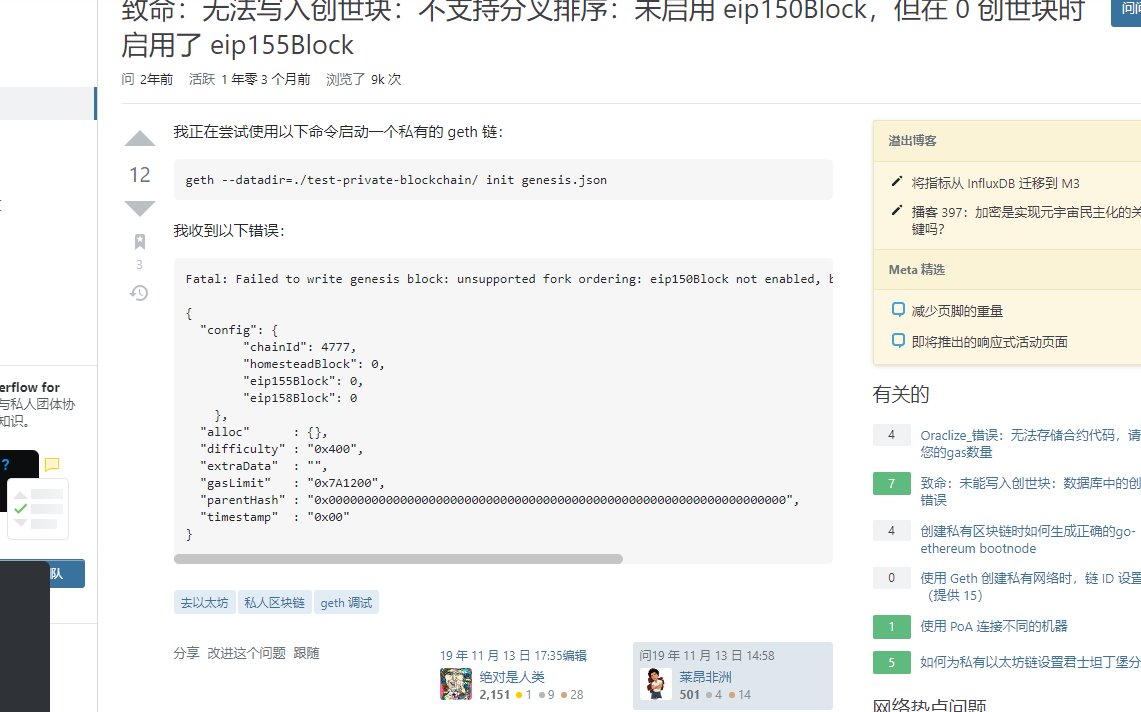 致命：无法写入创世块：不支持分叉排序：未启用 eip150Block，但在 0 创世块时
启用了 eip155Block
问 2年前 活跃 1 年零 3 个月前 浏览了 9k 次
我正在尝试使用以下命令启动一个私有的 geth 链：
12
geth --datadir=./test-private-blockchain/ init genesis.json
我收到以下错误：
3
Fatal: Failed to write genesis block: unsupported fork ordering: eip150Block not enabled, b
{
"config": {
"chainId": 4777,
"homesteadBlock": 0,
"eip155Block": 0,
"eip158Block": 0
},
"alloc" : {},
"difficulty" : "0x400",
"extraData" : "",
"gasLimit" : "0x7A1200",
"parentHash" : "0x0000000000000000000000000000000000000000000000000000000000000000",
"timestamp" : "0x00"
}
去以太坊 私人区块链 geth 调试
分享 改进这个问题 跟随
19 年 11 月 13 日 17:35编辑
绝对是人类
2,151 1 9 28
问19 年 11 月 13 日 14:58
莱昂非洲
501 4 14
erflow for
与私人团体协
知识。
?
队
问问
溢出博客
将指标从 InfluxDB 迁移到 M3
播客 397：加密是实现元宇宙民主化的关
键吗？
Meta 精选
减少页脚的重量
即将推出的响应式活动页面
有关的
4 Oraclize_错误：无法存储合约代码，请
您的gas数量
7 致命：未能写入创世块：数据库中的创
错误
4 创建私有区块链时如何生成正确的go-
ethereum bootnode
0 使用 Geth 创建私有网络时，链 ID 设置
（提供 15）
1 使用 PoA 连接不同的机器
5 如何为私有以太坊链设置君士坦丁堡分
网络热点问题